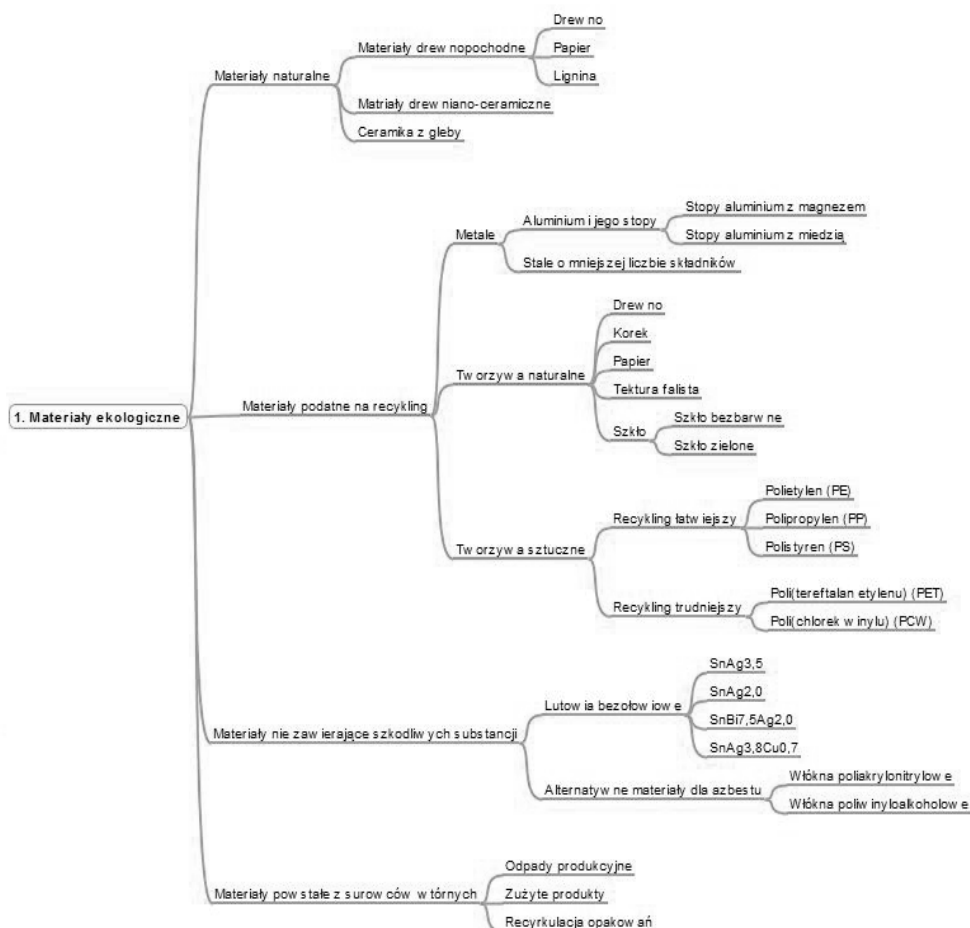 1. Materiały ekologiczne
Materiały naturalne
Materiały drewnopochodne
Drewno
Papier
Lignina
Matriały drewniano-ceramiczne
Ceramika z gleby
Materiały podatne na recykling
Metale
Aluminium i jego stopy
Stopy aluminium z magnezem
Stopy aluminium z miedzią
Stale o mniejszej liczbie składników
Tworzywa naturalne
Drewno
Korek
Papier
Tektura falista
Szkło
Szkło bezbarwne
Szkło zielone
Tworzywa sztuczne
Recykling łatwiejszy
Polietylen (PE)
Polipropylen (PP)
Polistyren (PS)
Recykling trudniejszy
Poli(tereftalan etylenu) (PET)
Poli(chlorek winylu) (PCW)
Materiały nie zawierające szkodliwych substancji
Lutowia bezołowiowe
SnAg3,5
SnAg2,0
SnBi7,5Ag2,0
SnAg3,8Cu0,7
Alternatywne materiały dla azbestu
Włókna poliakrylonitrylowe
Włókna poliwinyloalkoholowe
Materiały powstałe z surowców wtórnych
Odpady produkcyjne
Zużyte produkty
Recyrkulacja opakowań